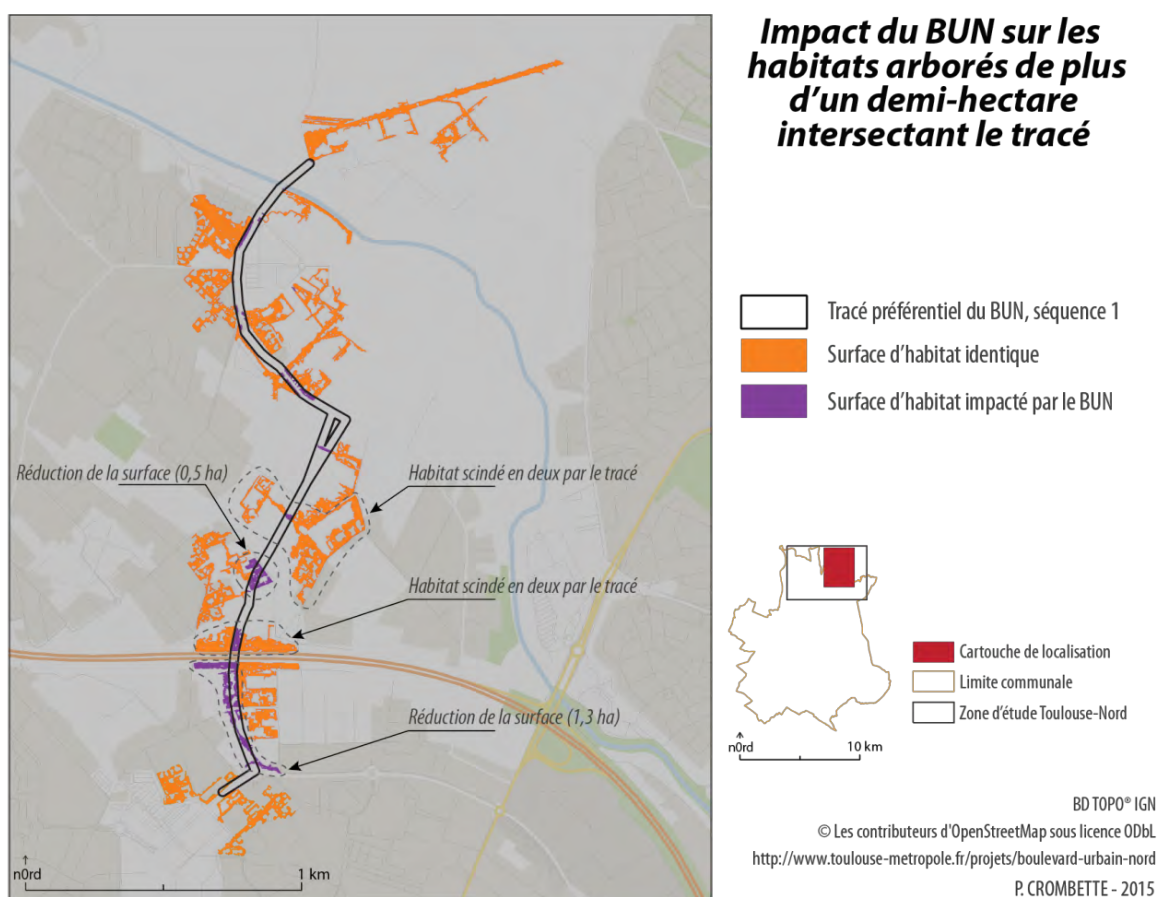 Impact du BUN sur les
habitats arborés de plus
d'un demi-hectare
intersectant le tracé
Tracé préférentiel du BUN, séquence 1
Surface d'habitat identique
Surface d'habitat impacté par le BUN
Réduction de la surface (0,5 ha)
Habitat scindé en deux par le tracé
Habitat scindé en deux par le tracé
Réduction de la surface (1,3 ha)
n0rd
1 km
Cartouche de localisation
Limite communale
Zone d'étude Toulouse-Nord
n0rd
10 km
BD TOPO® IGN
© Les contributeurs d'OpenStreetMap sous licence ODbL
http://www.toulouse-metropole.fr/projets/boulevard-urbain-nord
P. CROMBETTE - 2015